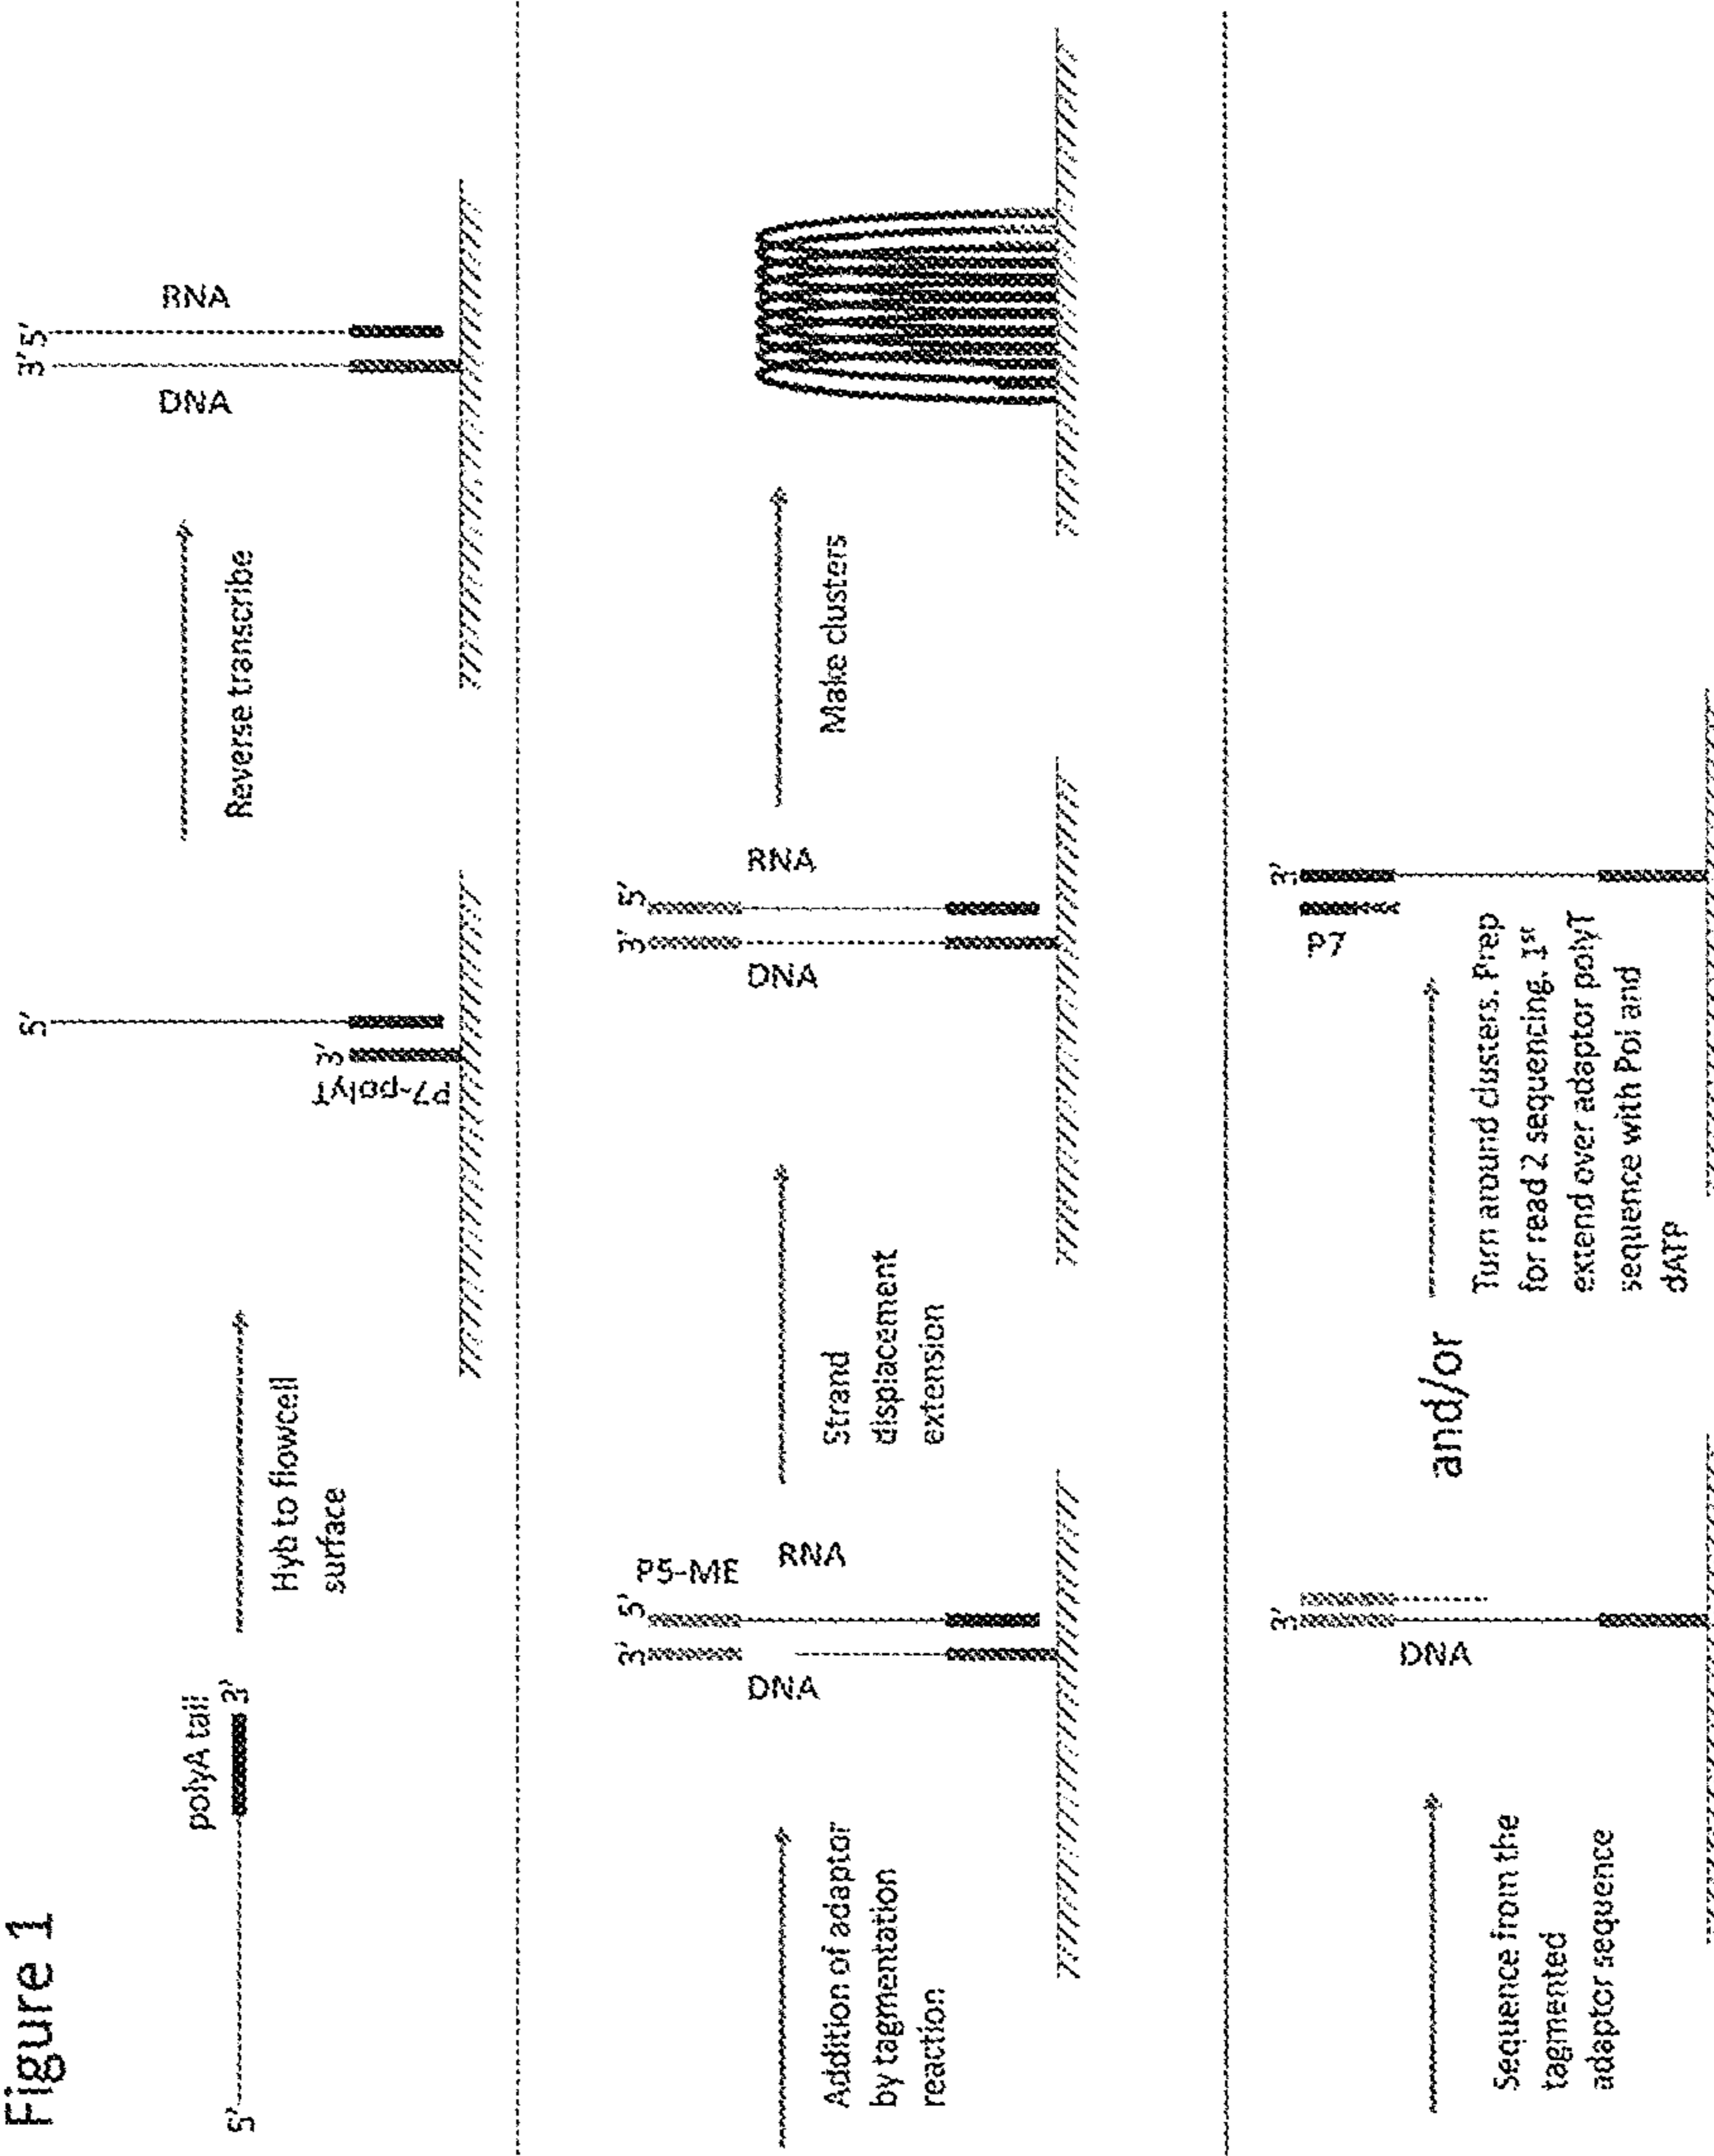 Figure 1
5'
polyA tail
3'
Hyb to flowcell
surface
5'
3'
P7-polyT
Reverse transcribe
3' 5'
DNA
RNA
Addition of adaptor
by tagmentation
reaction
3' 5'
P5-ME
DNA
RNA
Strand
displacement
extension
3' 5'
DNA
RNA
Make clusters
Sequence from the
tagmented
adaptor sequence
3'
DNA
and/or
Turn around clusters. Prep
for read 2 sequencing. 1st
extend over adaptor polyT
sequence with Pol and
dATP
3'
P7